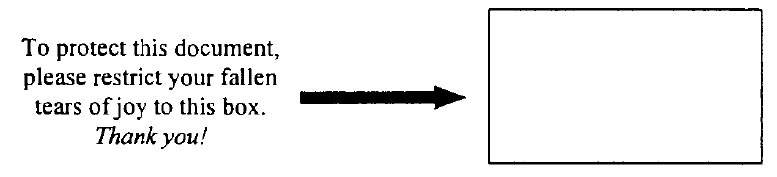 To protect this document,
please restrict your fallen
tears of joy to this box.
Thank you!